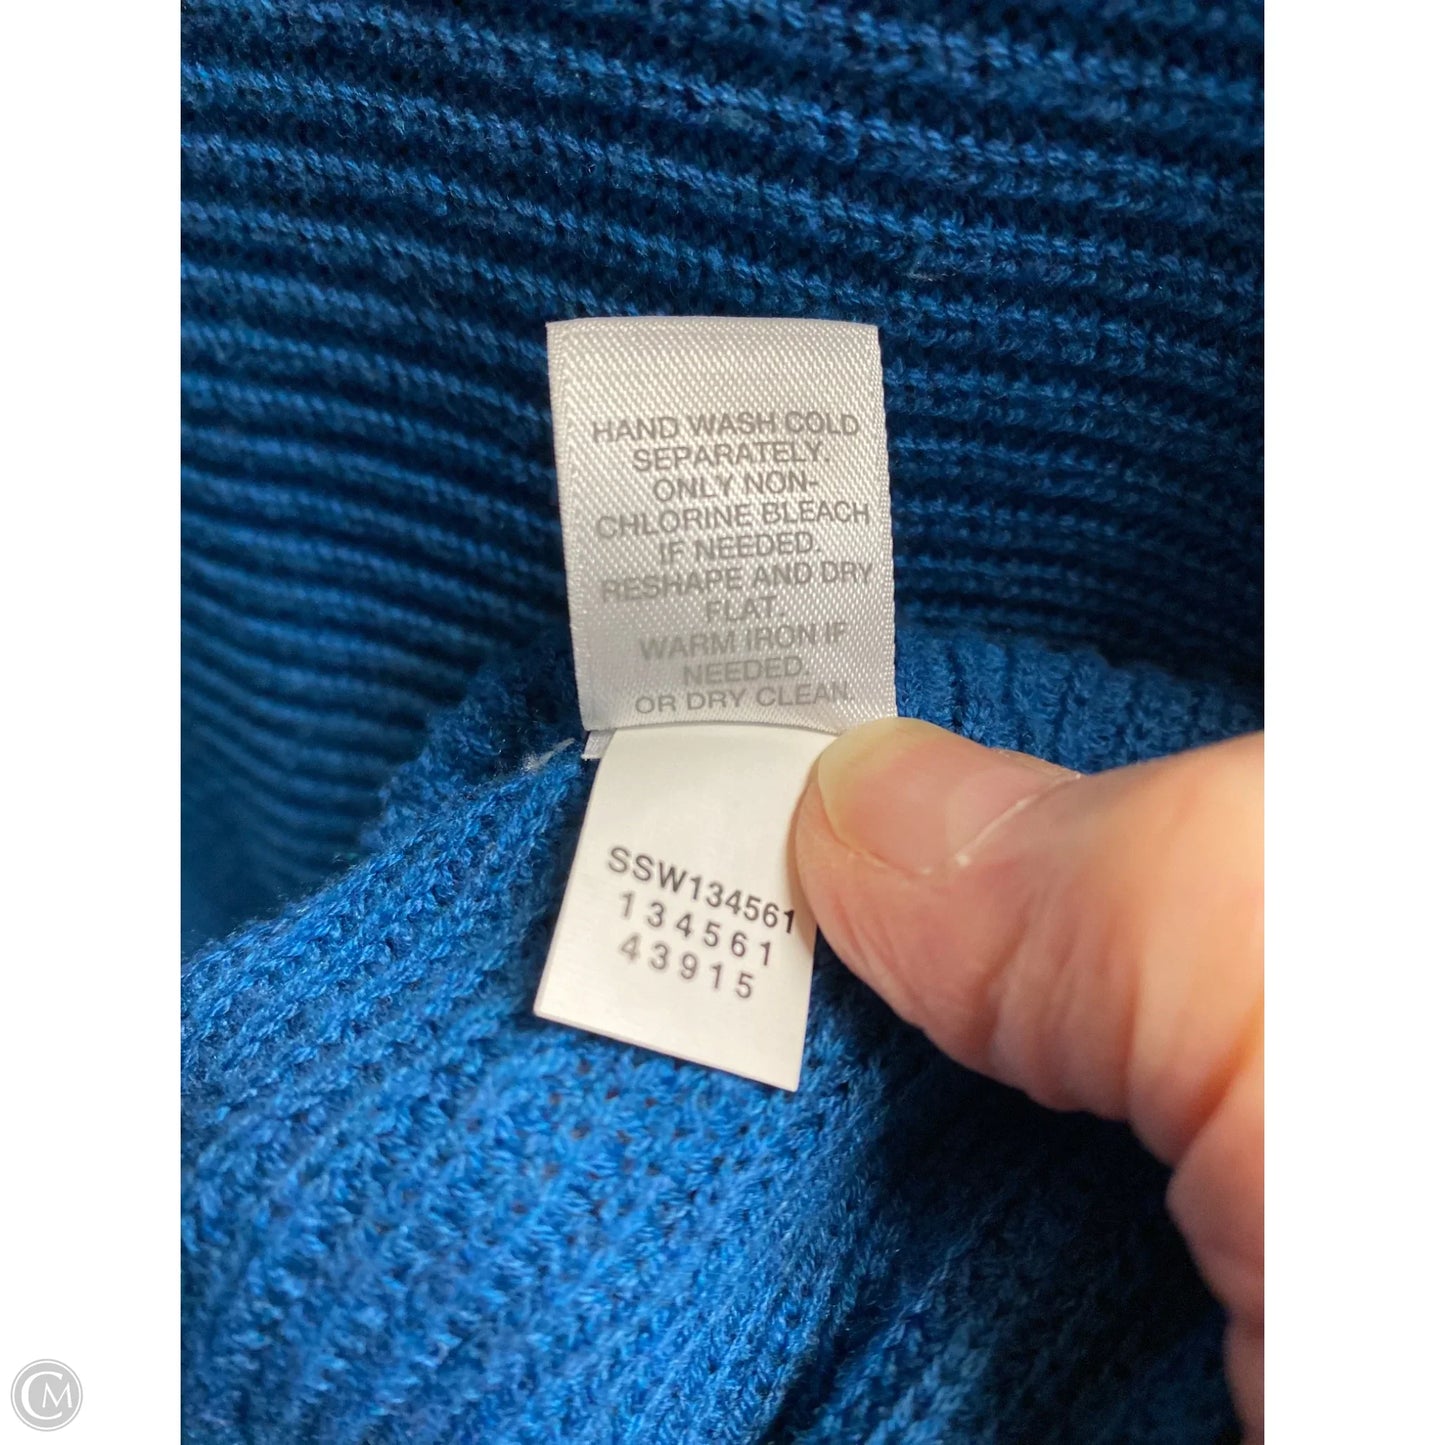 HAND WASH COLD
SEPARATELY.
ONLY NON-
CHLORINE BLEACH
IF NEEDED.
RESHAPE AND DRY
FLAT.
WARM IRON IF
NEEDED.
OR DRY CLEAN.
SSW134561
134561
43915
CM